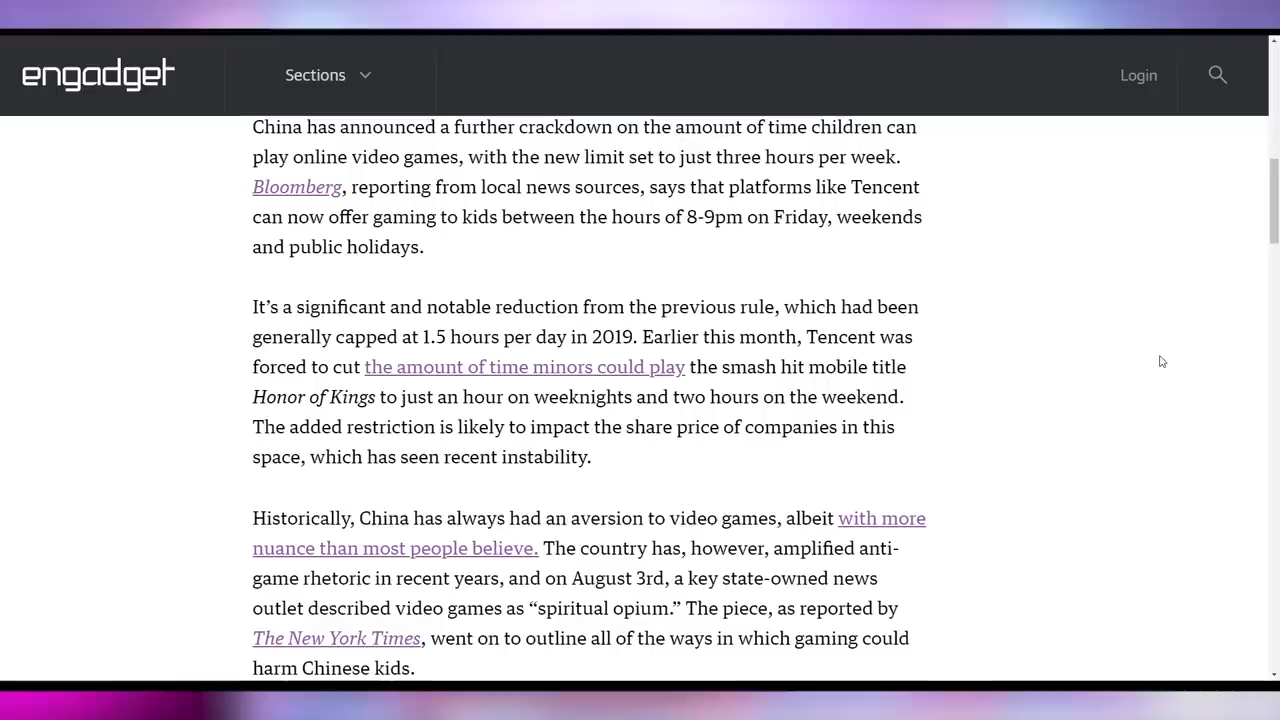 engadget
Sections
Login
China has announced a further crackdown on the amount of time children can
play online video games, with the new limit set to just three hours per week.
Bloomberg, reporting from local news sources, says that platforms like Tencent
can now offer gaming to kids between the hours of 8-9pm on Friday, weekends
and public holidays.
It’s a significant and notable reduction from the previous rule, which had been
generally capped at 1.5 hours per day in 2019. Earlier this month, Tencent was
forced to cut the amount of time minors could play the smash hit mobile title
Honor of Kings to just an hour on weeknights and two hours on the weekend.
The added restriction is likely to impact the share price of companies in this
space, which has seen recent instability.
Historically, China has always had an aversion to video games, albeit with more
nuance than most people believe. The country has, however, amplified anti-
game rhetoric in recent years, and on August 3rd, a key state-owned news
outlet described video games as “spiritual opium.” The piece, as reported by
The New York Times, went on to outline all of the ways in which gaming could
harm Chinese kids.